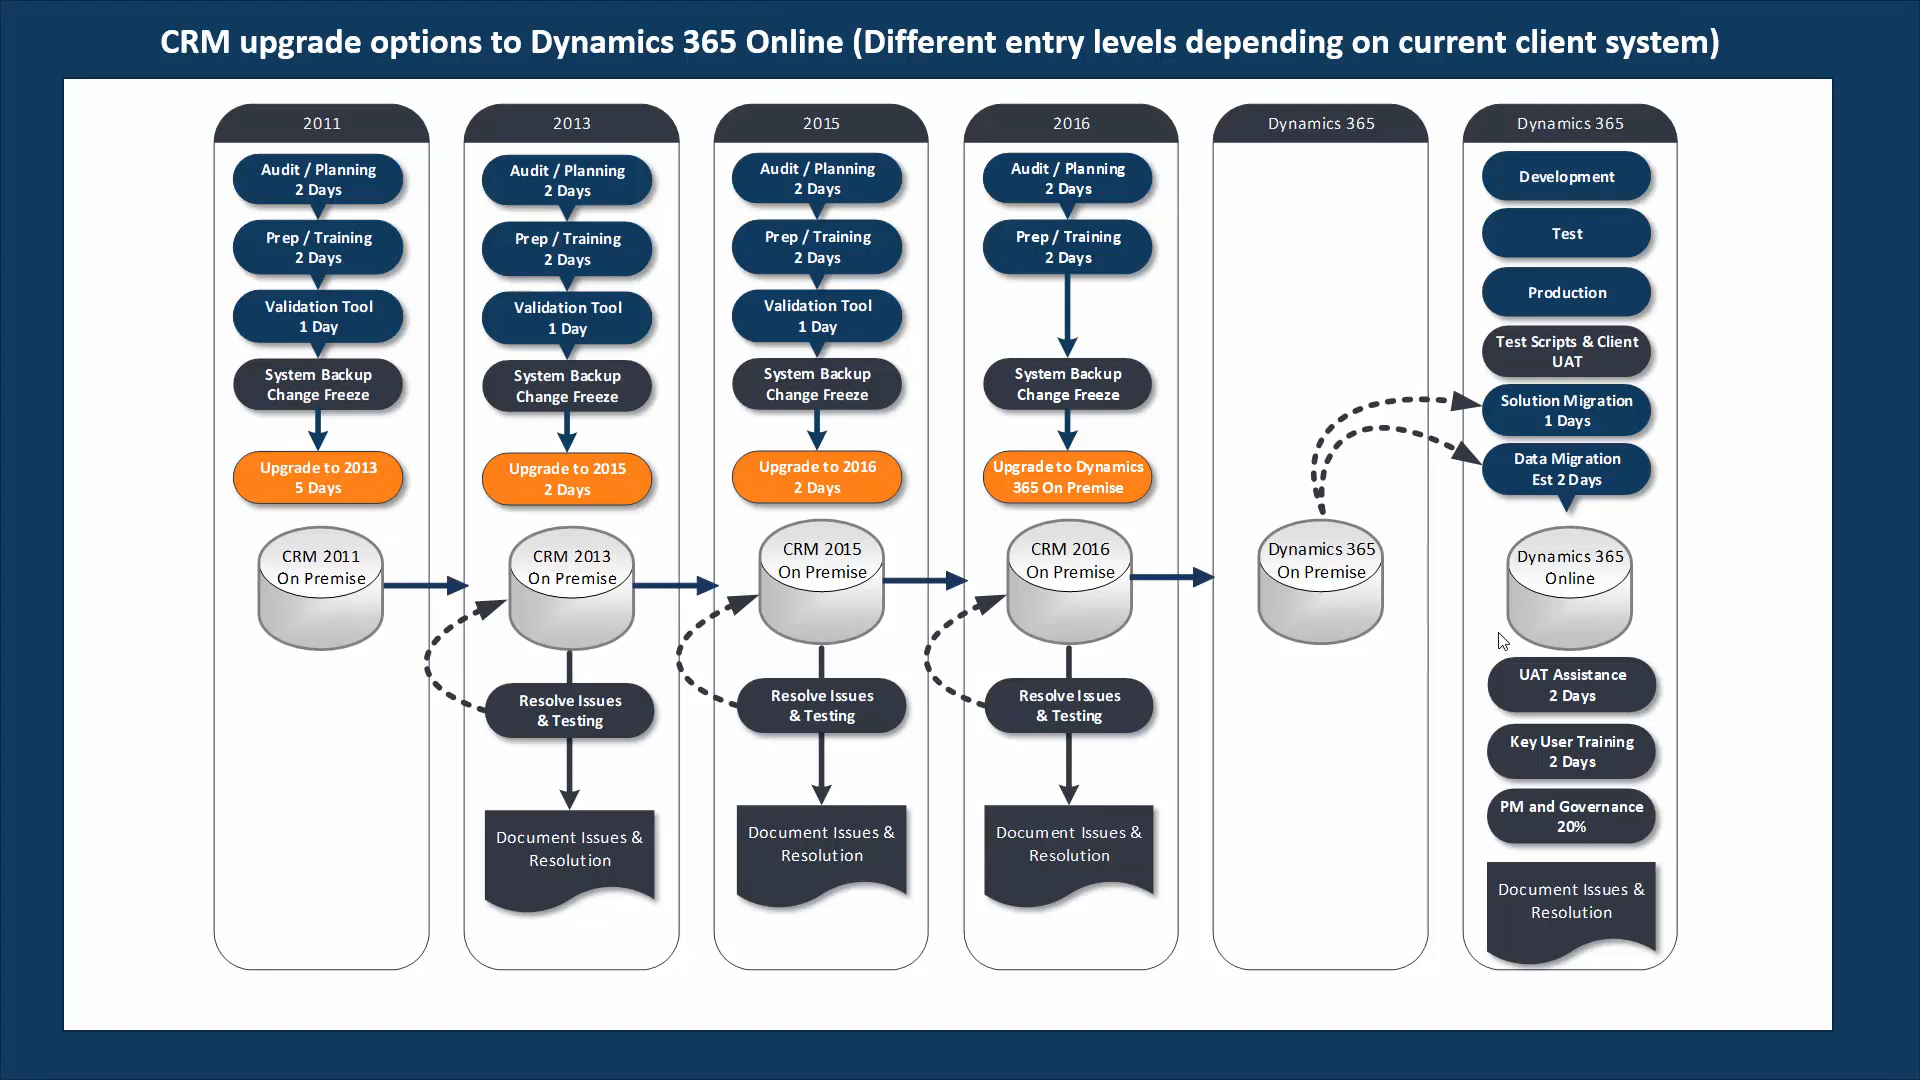 CRM upgrade options to Dynamics 365 Online (Different entry levels depending on current client system)
2011
Audit / Planning
2 Days
Prep / Training
2 Days
Validation Tool
1 Day
System Backup
Change Freeze
Upgrade to 2013
5 Days
CRM 2011
On Premise
2013
Audit / Planning
2 Days
Prep / Training
2 Days
Validation Tool
1 Day
System Backup
Change Freeze
Upgrade to 2015
2 Days
CRM 2013
On Premise
Resolve Issues
& Testing
Document Issues &
Resolution
2015
Audit / Planning
2 Days
Prep / Training
2 Days
Validation Tool
1 Day
System Backup
Change Freeze
Upgrade to 2016
2 Days
CRM 2015
On Premise
Resolve Issues
& Testing
Document Issues &
Resolution
2016
Audit / Planning
2 Days
Prep / Training
2 Days
System Backup
Change Freeze
Upgrade to Dynamics
365 On Premise
CRM 2016
On Premise
Resolve Issues
& Testing
Document Issues &
Resolution
Dynamics 365
Dynamics 365
On Premise
Dynamics 365
Development
Test
Production
Test Scripts & Client
UAT
Solution Migration
1 Days
Data Migration
Est 2 Days
Dynamics 365
Online
UAT Assistance
2 Days
Key User Training
2 Days
PM and Governance
20%
Document Issues &
Resolution